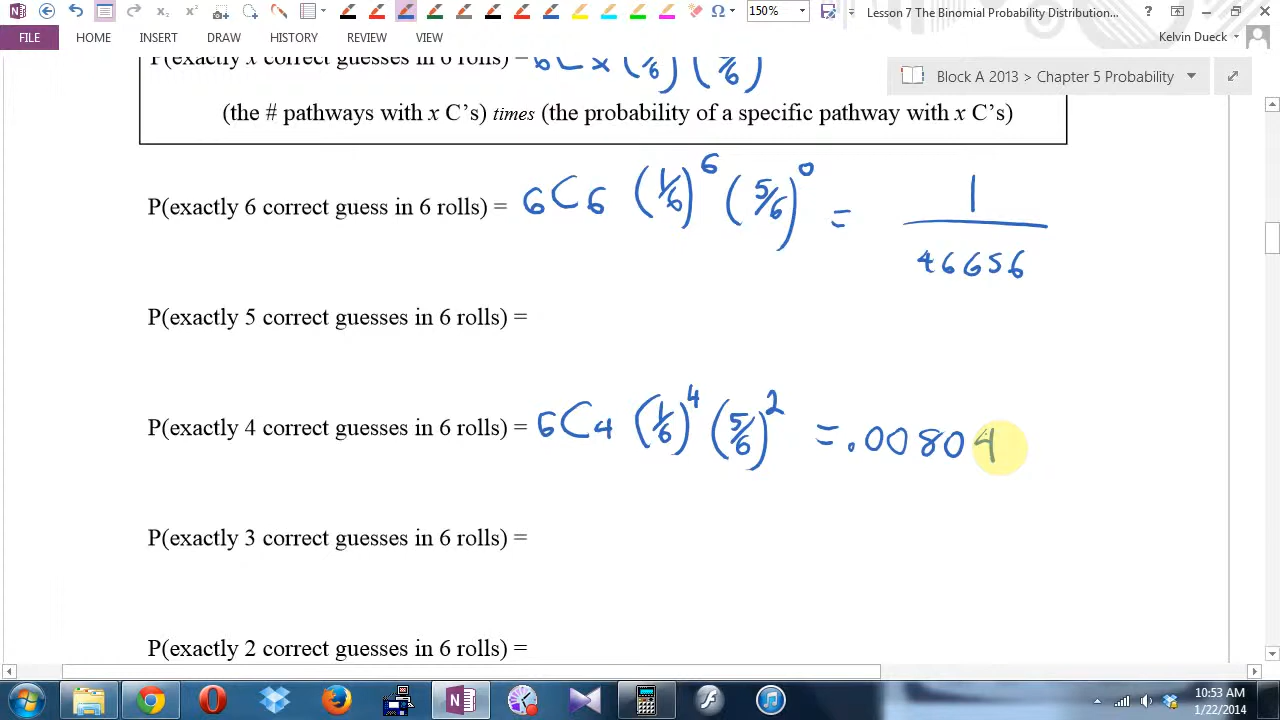 Lesson 7 The Binomial Probability Distribution...
150%
FILE HOME INSERT DRAW HISTORY REVIEW VIEW
Kelvin Dueck
Block A 2013 > Chapter 5 Probability
P(exactly x correct guesses in 6 rolls) = 6Cx (1/6) (5/6)
(the # pathways with x C's) times (the probability of a specific pathway with x C's)
P(exactly 6 correct guess in 6 rolls) = 6C6 (1/6)^6 (5/6)^0 = 1/46656
P(exactly 5 correct guesses in 6 rolls) =
P(exactly 4 correct guesses in 6 rolls) = 6C4 (1/6)^4 (5/6)^2 = .00804
P(exactly 3 correct guesses in 6 rolls) =
P(exactly 2 correct guesses in 6 rolls) =
10:53 AM
1/22/2014